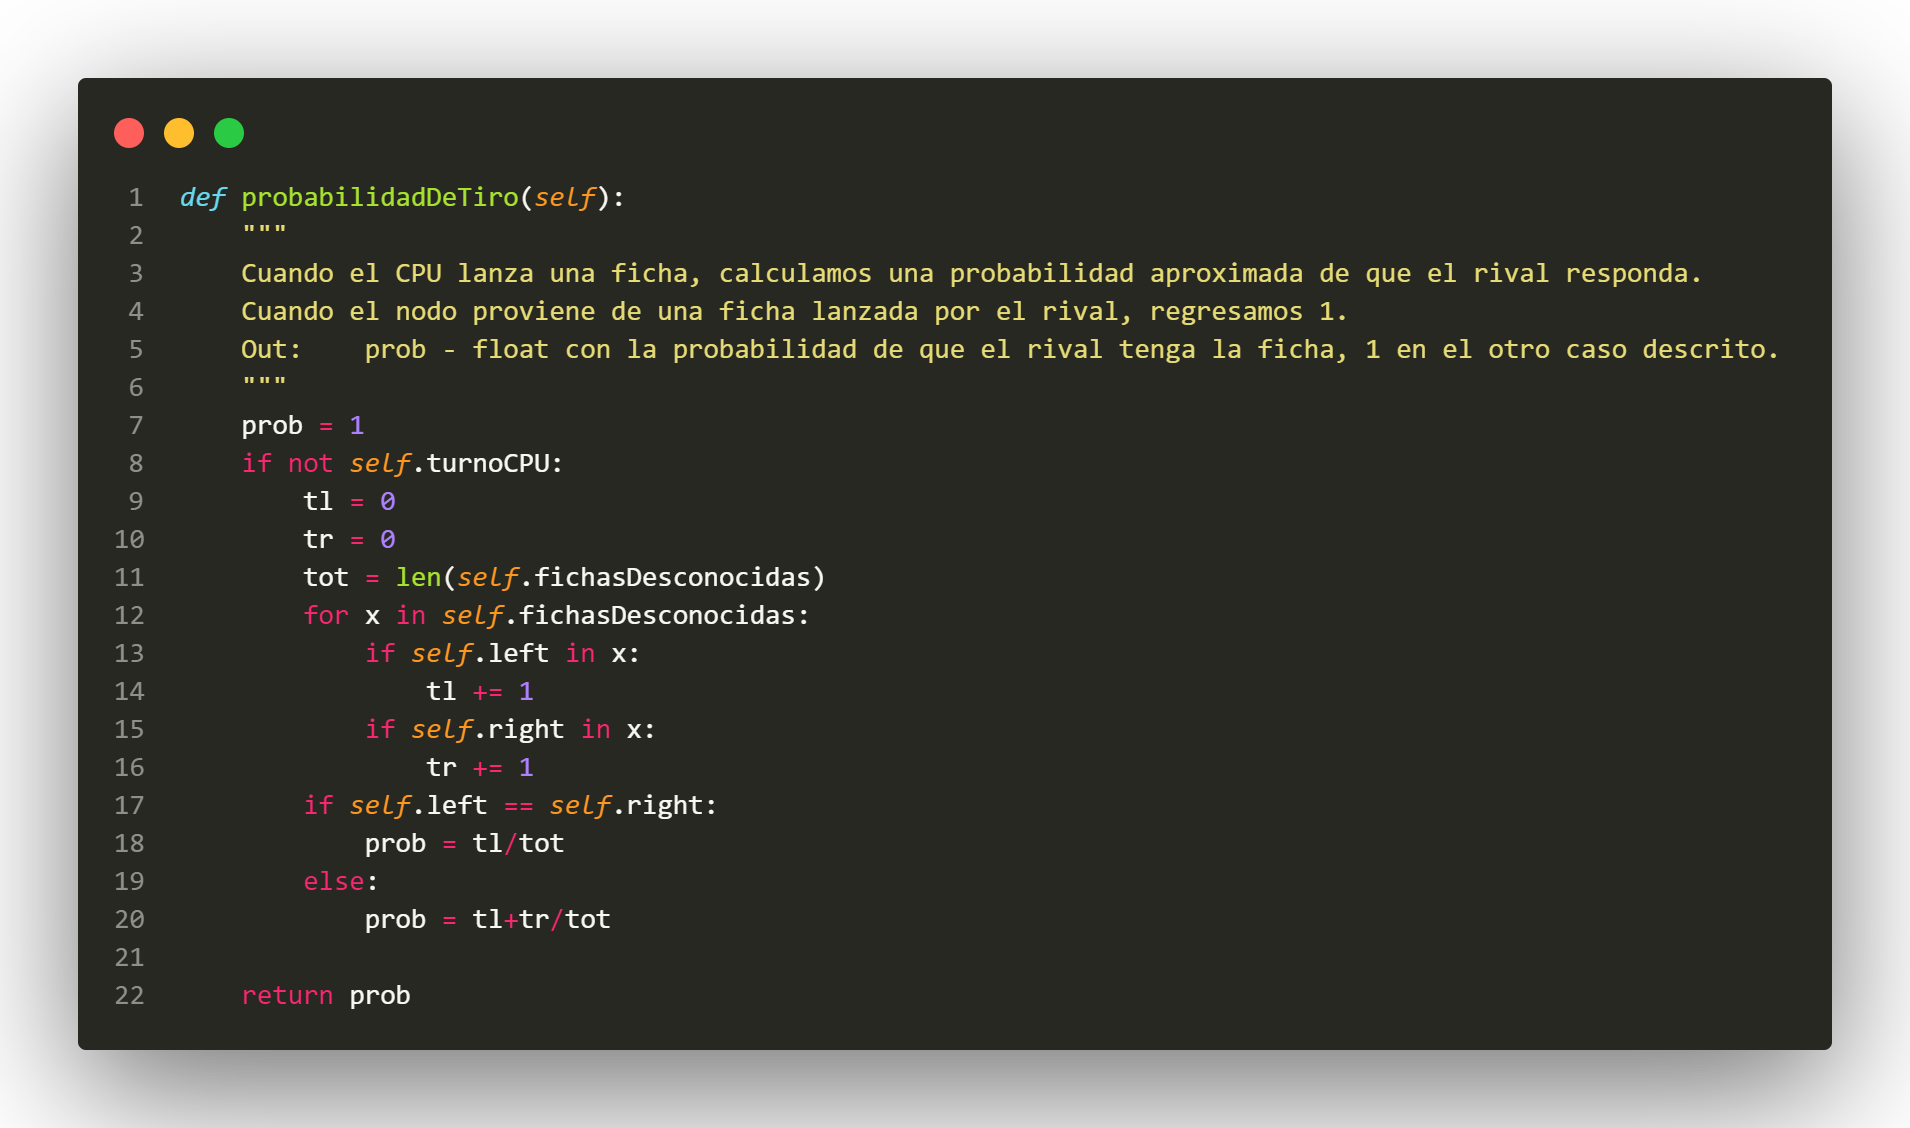 1 def probabilidadDeTiro(self):
2     """
3     Cuando el CPU lanza una ficha, calculamos una probabilidad aproximada de que el rival responda.
4     Cuando el nodo proviene de una ficha lanzada por el rival, regresamos 1.
5     Out:    prob - float con la probabilidad de que el rival tenga la ficha, 1 en el otro caso descrito.
6     """
7     prob = 1
8     if not self.turnoCPU:
9         tl = 0
10         tr = 0
11         tot = len(self.fichasDesconocidas)
12         for x in self.fichasDesconocidas:
13             if self.left in x:
14                 tl += 1
15             if self.right in x:
16                 tr += 1
17         if self.left == self.right:
18             prob = tl/tot
19         else:
20             prob = tl+tr/tot
21
22     return prob